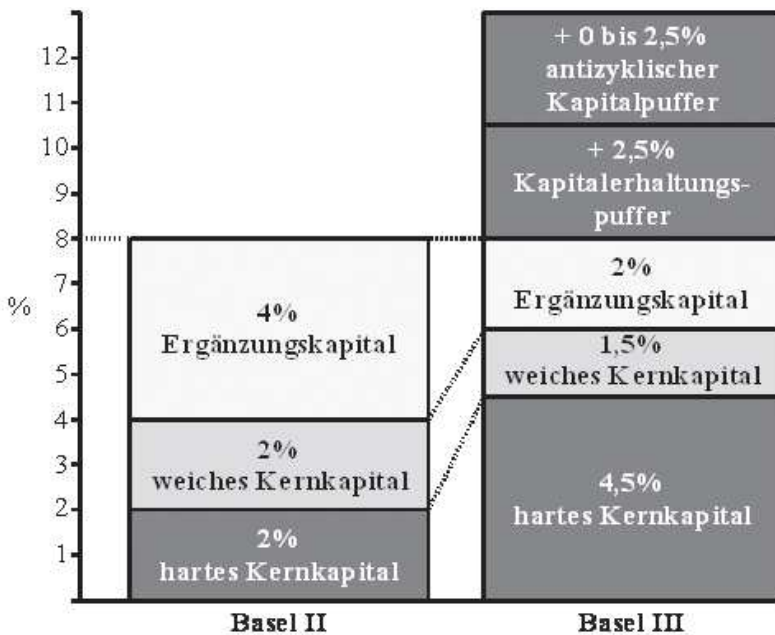 %
12
11
10
9
8
7
6
5
4
3
2
1
4%
Ergänzungskapital
2%
weiches Kernkapital
2%
hartes Kernkapital
Basel II
+ 0 bis 2,5%
antizyklischer
Kapitalpuffer
+ 2,5%
Kapitalerhaltungs-
puffer
2%
Ergänzungskapital
1,5%
weiches Kernkapital
4,5%
hartes Kernkapital
Basel III